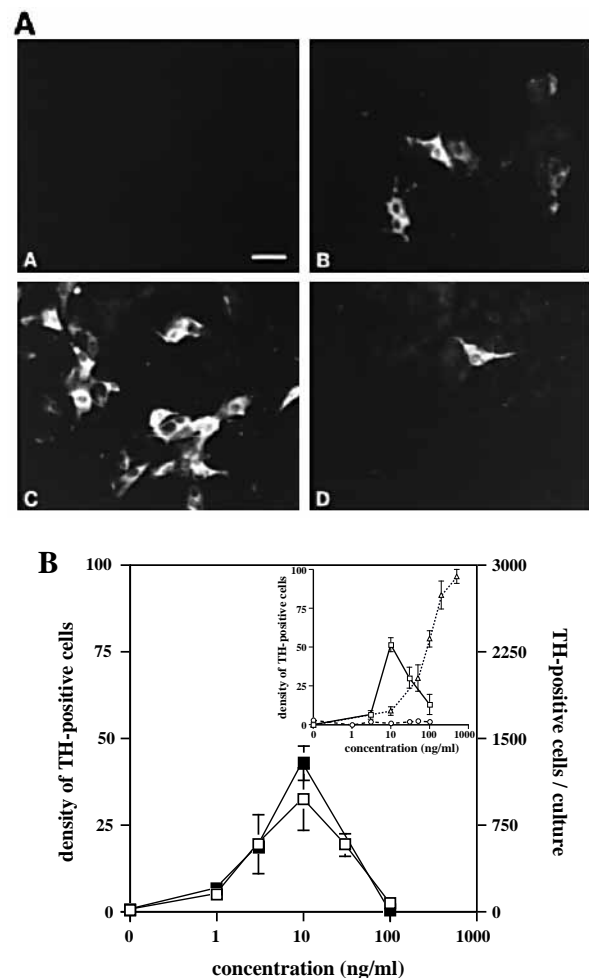 A
A
B
C
D
B
density of TH-positive cells
100
75
50
25
0
0
1
10
100
1000
concentration (ng/ml)
TH-positive cells / culture
3000
2250
1500
750
0
density of TH-positive cells
100
75
50
25
0
0
1
10
100
1000
concentration (ng/ml)